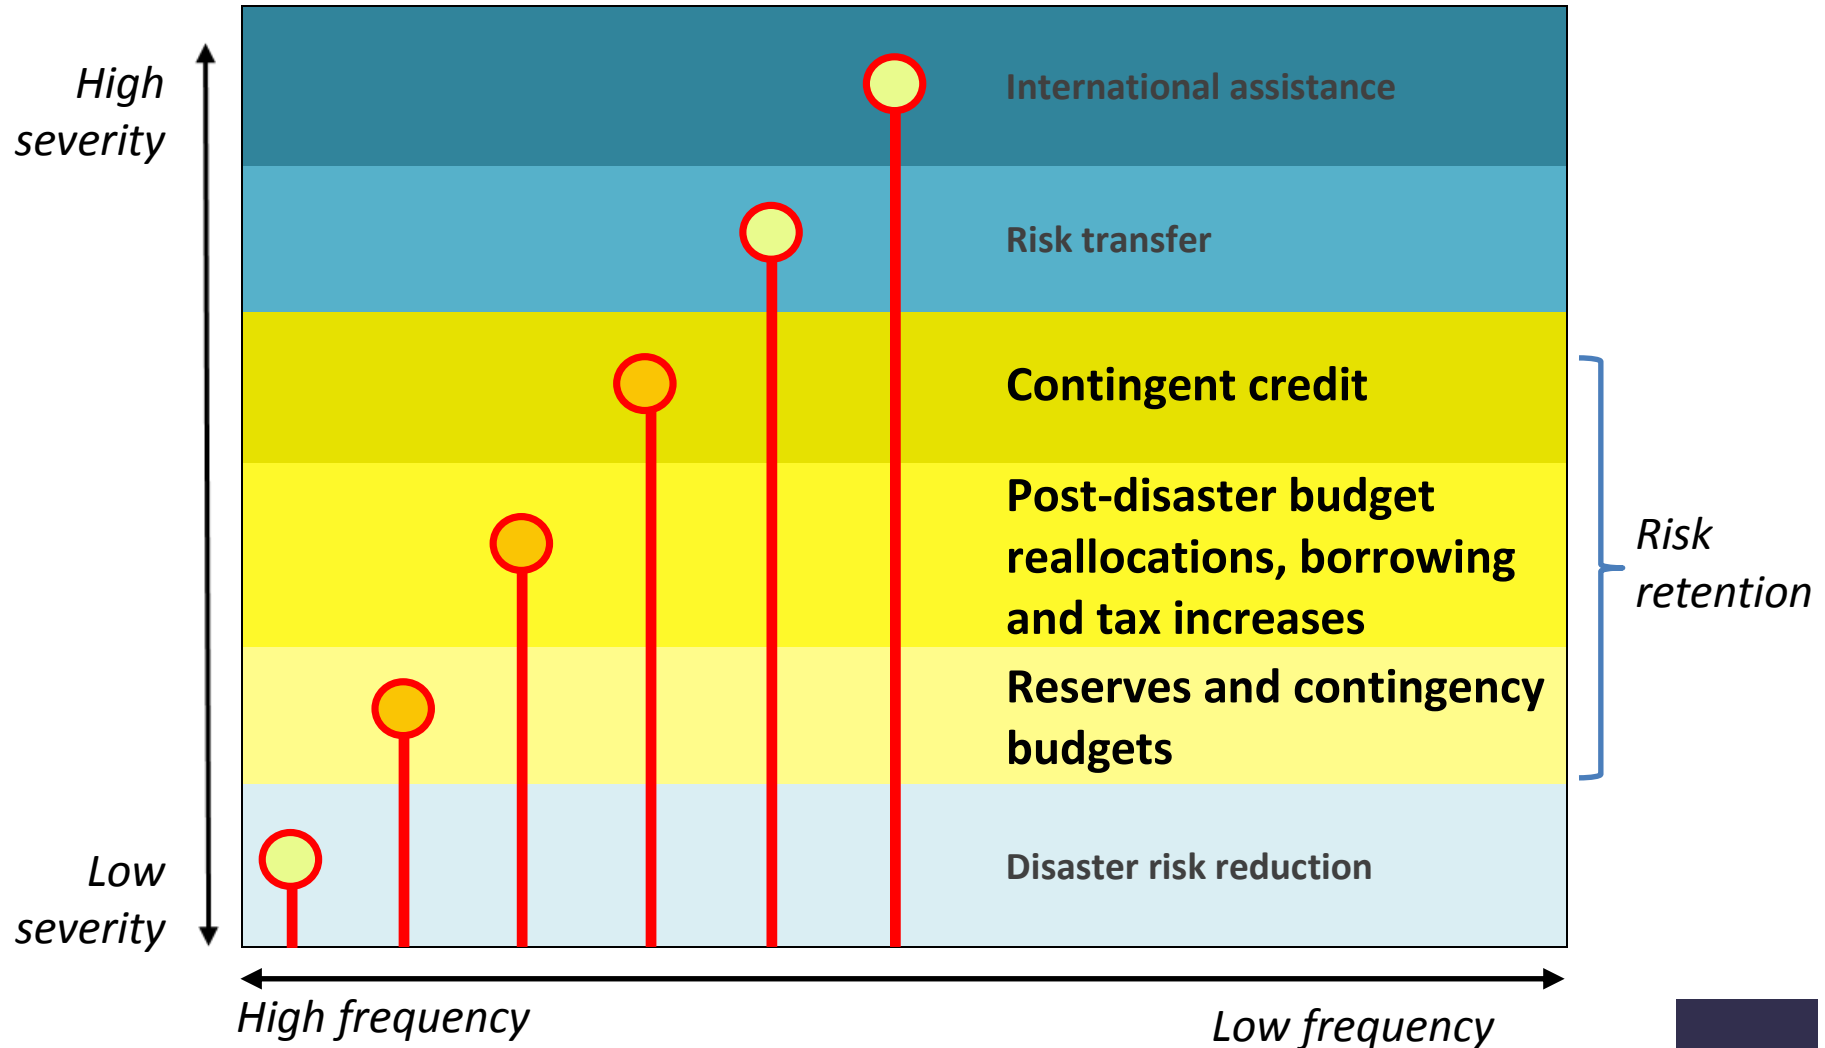 High
severity
International assistance
Risk transfer
Contingent credit
Post-disaster budget
reallocations, borrowing
and tax increases
Risk
retention
Reserves and contingency
budgets
Low
severity
Disaster risk reduction
High frequency
Low frequency